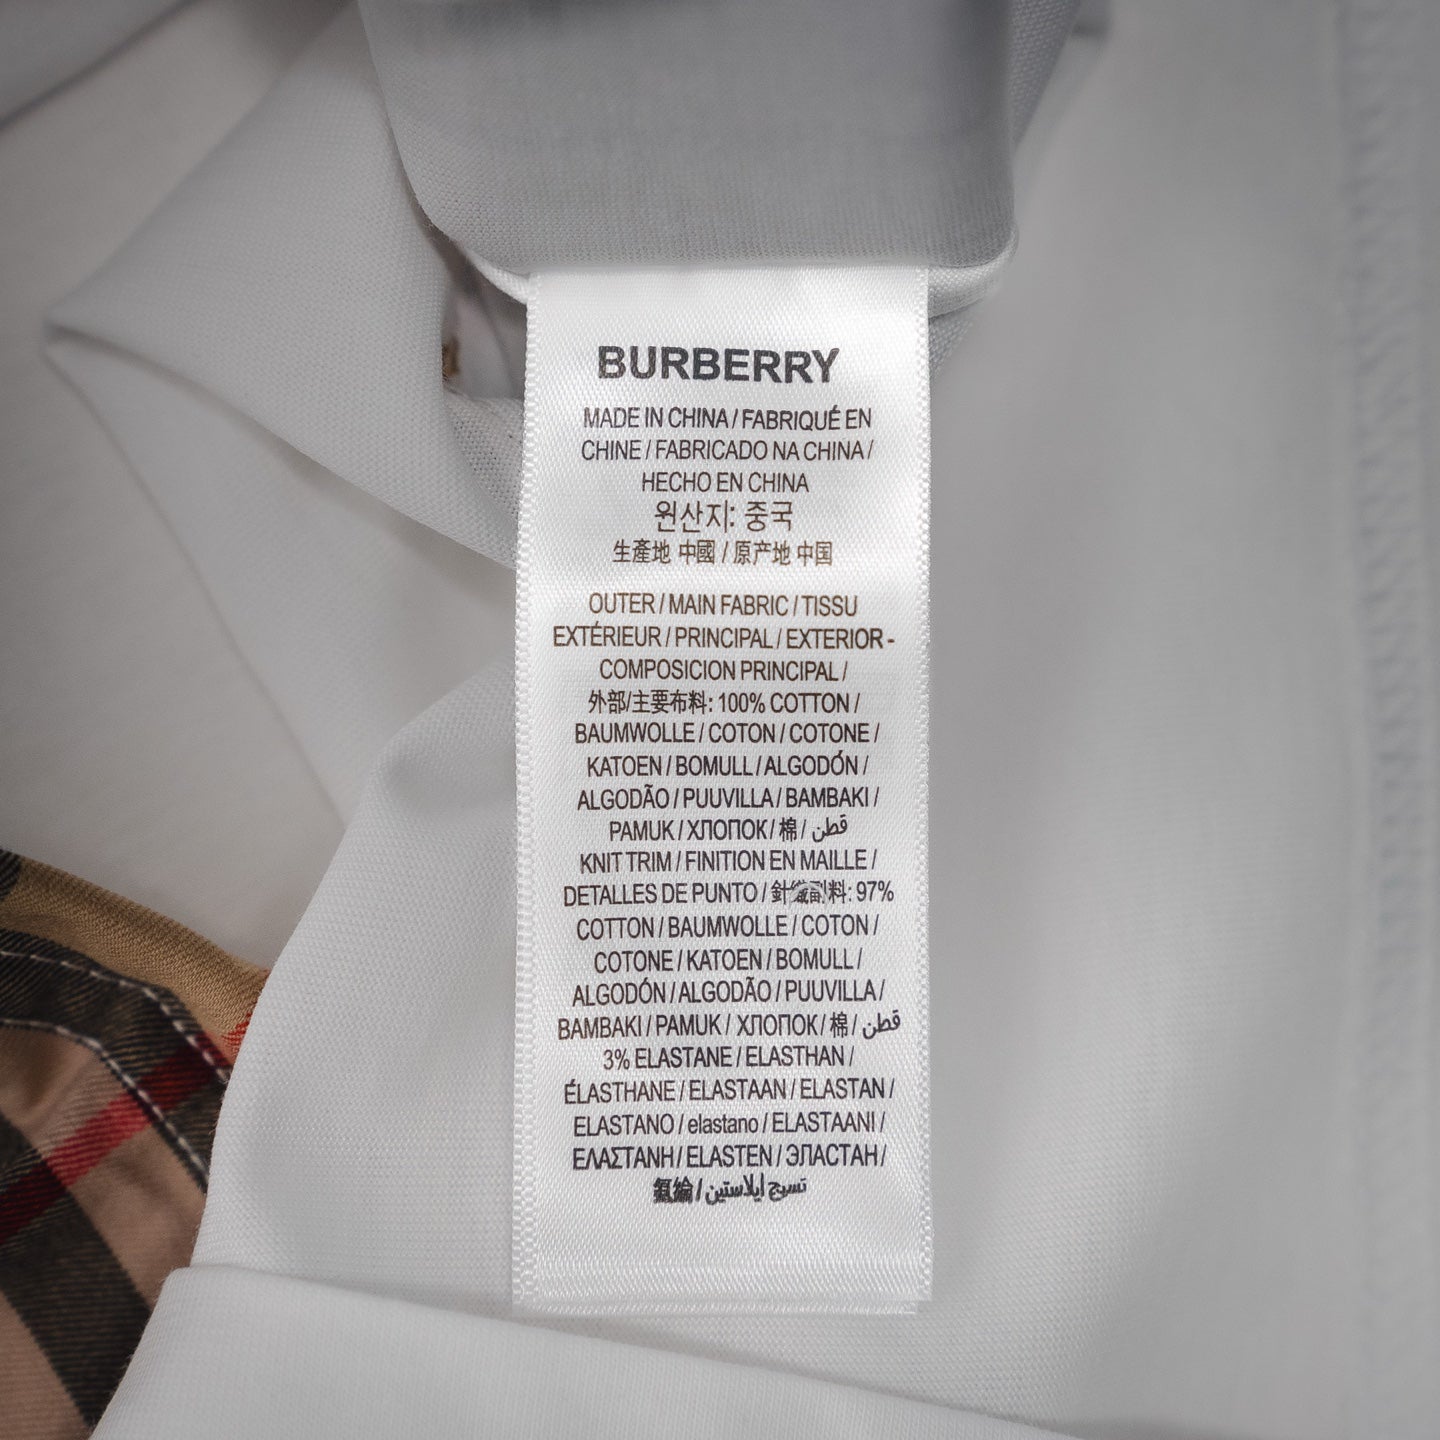 BURBERRY
MADE IN CHINA / FABRIQUÉ EN
CHINE / FABRICADO NA CHINA /
HECHO EN CHINA
원산지: 중국
生產地 中國 / 原产地 中国
OUTER / MAIN FABRIC / TISSU
EXTÉRIEUR / PRINCIPAL / EXTERIOR -
COMPOSICION PRINCIPAL /
外部/主要布料: 100% COTTON /
BAUMWOLLE / COTON / COTONE /
KATOEN / BOMULL / ALGODÓN /
ALGODÃO / PUUVILLA / BAMBAKI /
PAMUK / ХЛОПОК / 棉 / قطن
KNIT TRIM / FINITION EN MAILLE /
DETALLES DE PUNTO / 97%
COTTON / BAUMWOLLE / COTON /
COTONE / KATOEN / BOMULL /
ALGODÓN / ALGODÃO / PUUVILLA /
BAMBAKI / PAMUK / ХЛОПОК / 棉 / قطن
3% ELASTANE / ELASTHAN /
ÉLASTHANE / ELASTAAN / ELASTAN /
ELASTANO / elastano / ELASTAANI /
ΕΛΑΣΤΑΝΗ / ELASTEN / ЭЛАСТАН /
/ نسيج إيلاستين